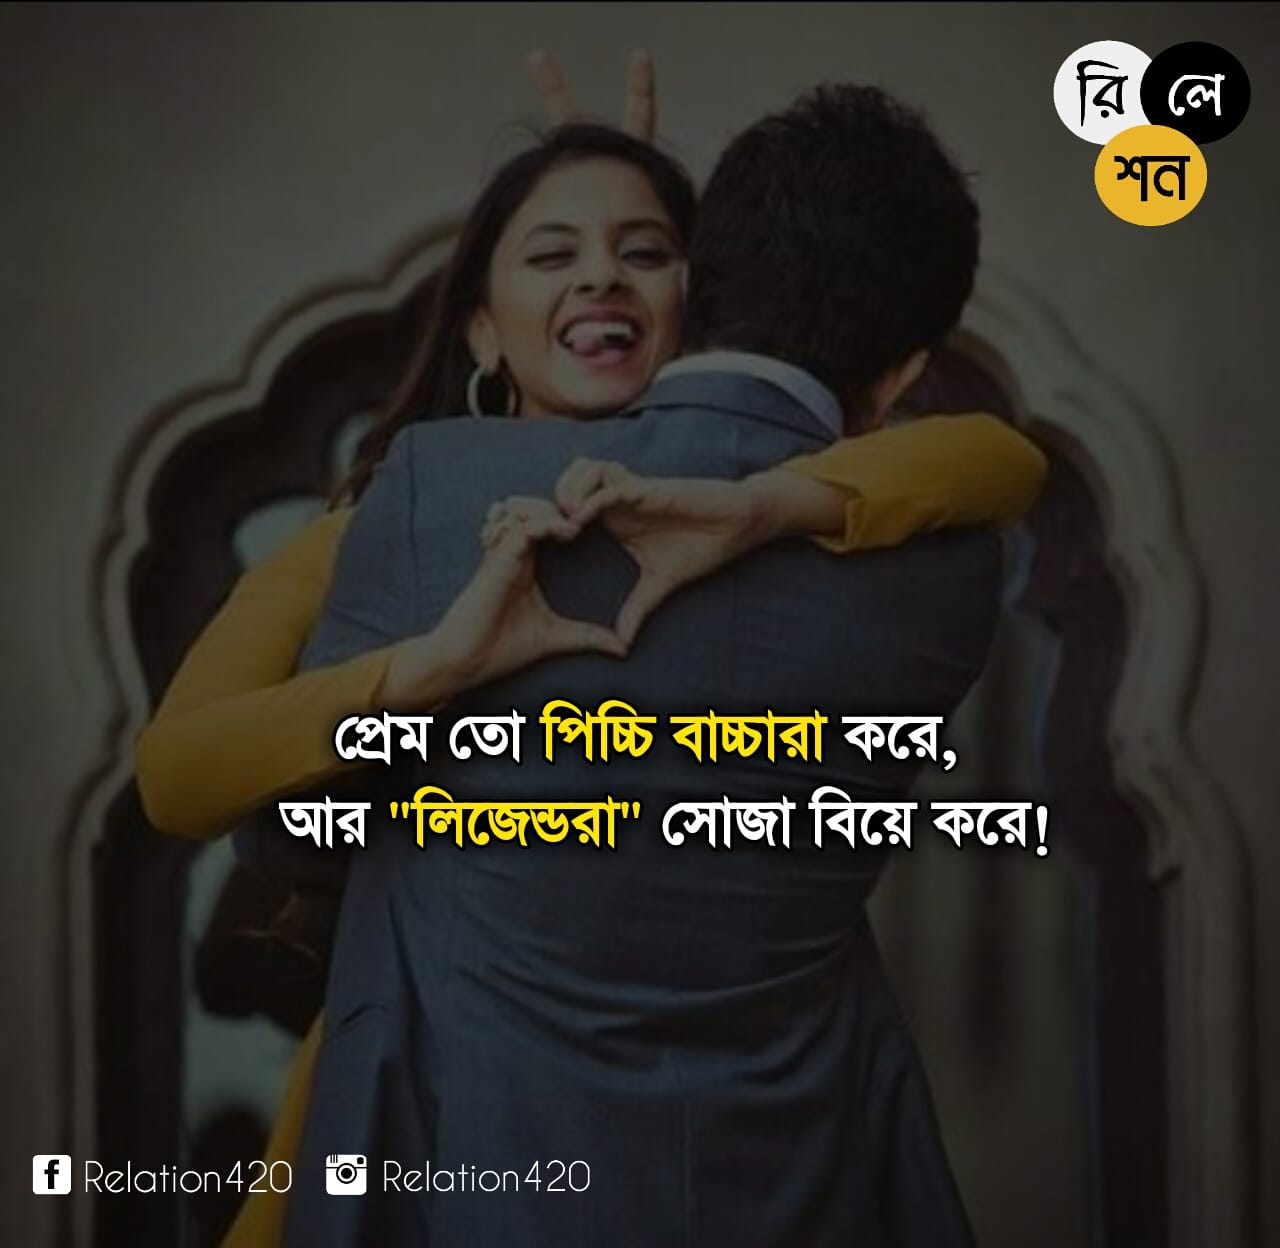 রি লে
শন
প্রেম তো পিচ্চি বাচ্চারা করে,
আর "লিজেন্ডরা" সোজা বিয়ে করে!
Relation420 Relation420